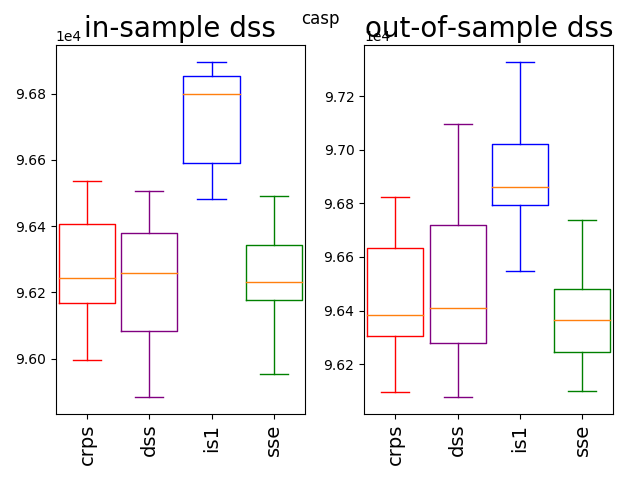 casp
in-sample dss
1e4
9.68
9.66
9.64
9.62
9.60
crps
dss
is1
sse
out-of-sample dss
1e4
9.72
9.70
9.68
9.66
9.64
9.62
crps
dss
is1
sse